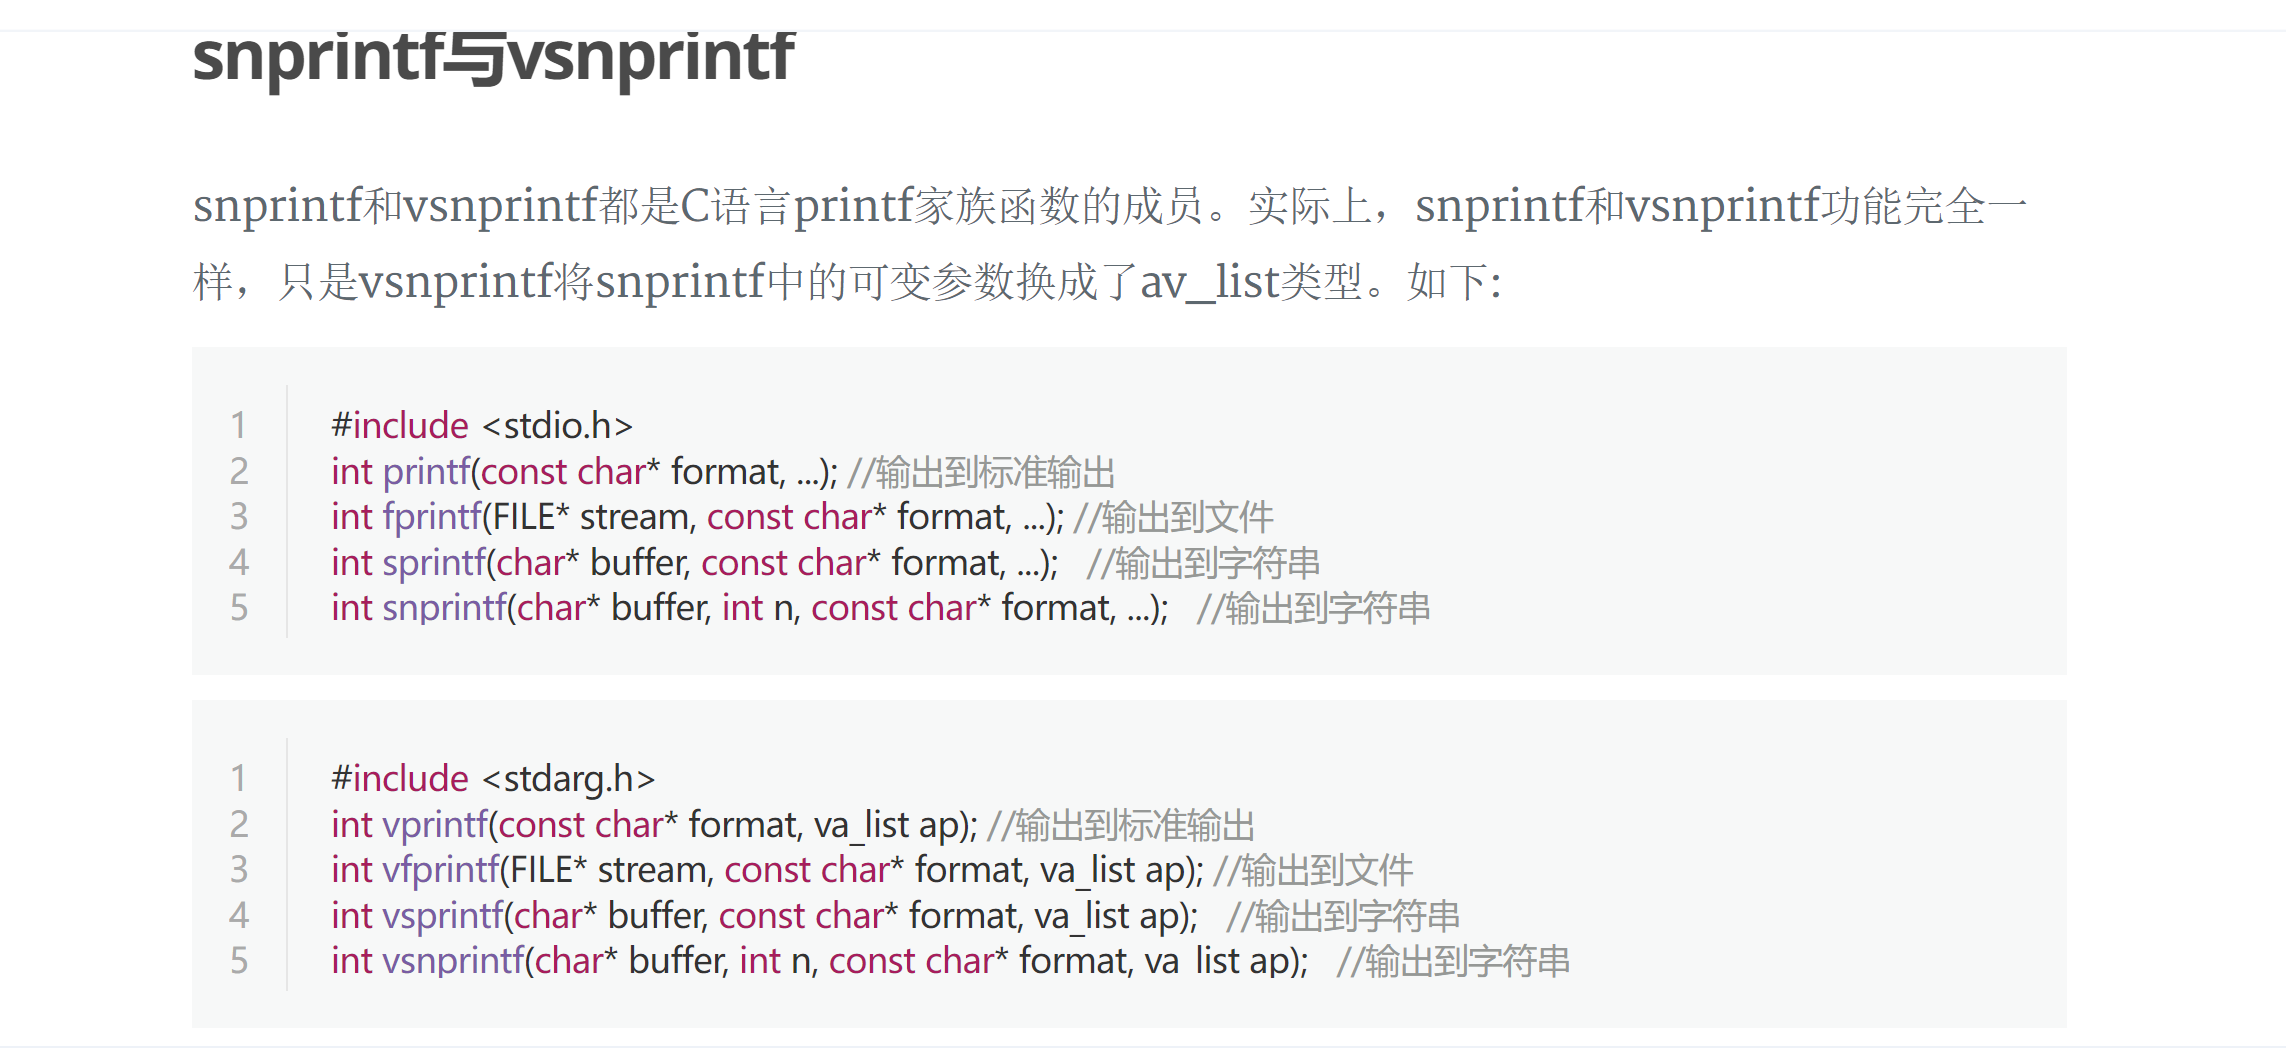 snprintf与vsnprintf
snprintf和vsnprintf都是C语言printf家族函数的成员。实际上，snprintf和vsnprintf功能完全一
样，只是vsnprintf将snprintf中的可变参数换成了av_list类型。如下:
1 #include <stdio.h>
2 int printf(const char* format, ...); //输出到标准输出
3 int fprintf(FILE* stream, const char* format, ...); //输出到文件
4 int sprintf(char* buffer, const char* format, ...);   //输出到字符串
5 int snprintf(char* buffer, int n, const char* format, ...);   //输出到字符串
1 #include <stdarg.h>
2 int vprintf(const char* format, va_list ap); //输出到标准输出
3 int vfprintf(FILE* stream, const char* format, va_list ap); //输出到文件
4 int vsprintf(char* buffer, const char* format, va_list ap);   //输出到字符串
5 int vsnprintf(char* buffer, int n, const char* format, va_list ap);   //输出到字符串